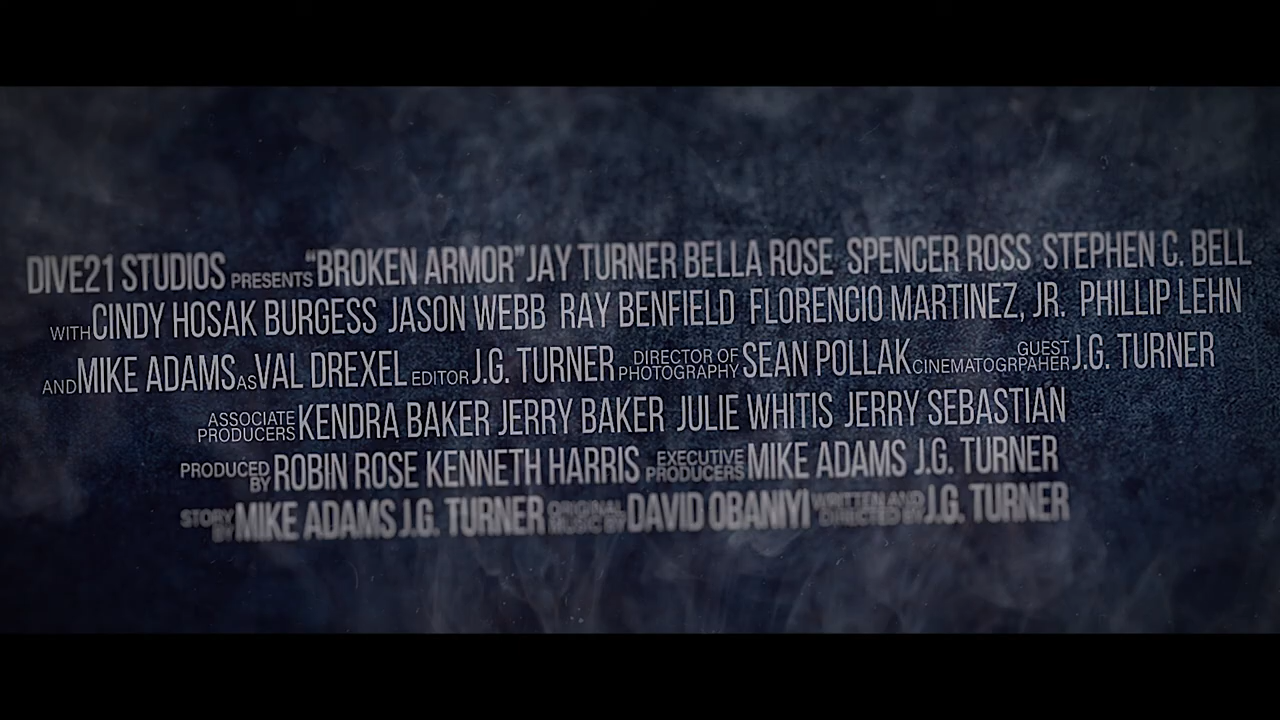 DIVE21 STUDIOS PRESENTS "BROKEN ARMOR" JAY TURNER BELLA ROSE SPENCER ROSS STEPHEN C. BELL
WITH CINDY HOSAK BURGESS JASON WEBB RAY BENFIELD FLORENCIO MARTINEZ, JR. PHILLIP LEHN
AND MIKE ADAMS AS VAL DREXEL EDITOR J.G. TURNER DIRECTOR OF PHOTOGRAPHY SEAN POLLAK GUEST CINEMATOGRPAHER J.G. TURNER
ASSOCIATE PRODUCERS KENDRA BAKER JERRY BAKER JULIE WHITIS JERRY SEBASTIAN
PRODUCED BY ROBIN ROSE KENNETH HARRIS EXECUTIVE PRODUCERS MIKE ADAMS J.G. TURNER
STORY BY MIKE ADAMS J.G. TURNER ORIGINAL MUSIC BY DAVID OBANIYI WRITTEN AND DIRECTED BY J.G. TURNER